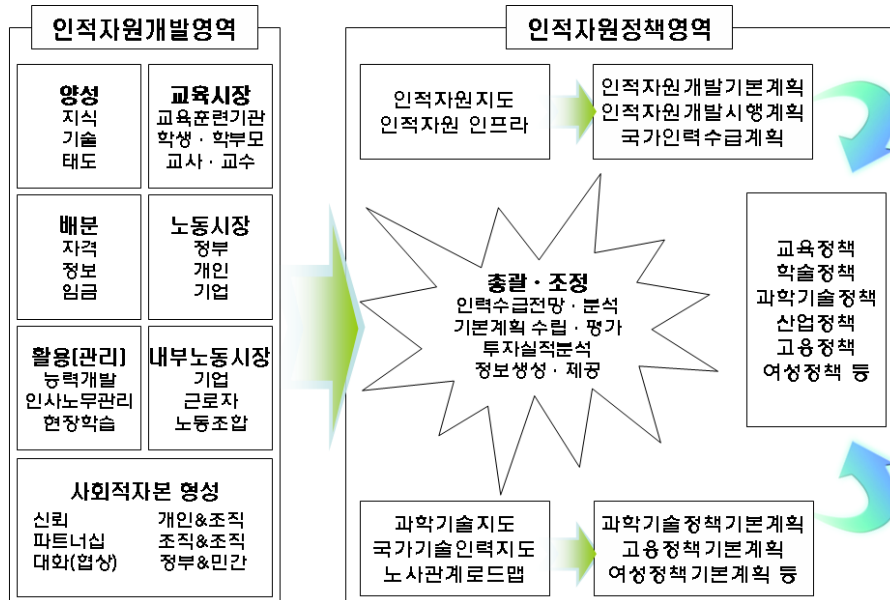 인적자원개발영역
양성
지식
기술
태도
교육시장
교육훈련기관
학생 · 학부모
교사 · 교수
배분
자격
정보
임금
노동시장
정부
개인
기업
활용(관리)
능력개발
인사노무관리
현장학습
내부노동시장
기업
근로자
노동조합
사회적자본 형성
신뢰 개인&조직
파트너십 조직&조직
대화(협상) 정부&민간
인적자원정책영역
인적자원지도
인적자원 인프라
인적자원개발기본계획
인적자원개발시행계획
국가인력수급계획
총괄 · 조정
인력수급전망 · 분석
기본계획 수립 · 평가
투자실적분석
정보생성 · 제공
교육정책
학술정책
과학기술정책
산업정책
고용정책
여성정책 등
과학기술지도
국가기술인력지도
노사관계로드맵
과학기술정책기본계획
고용정책기본계획
여성정책기본계획 등